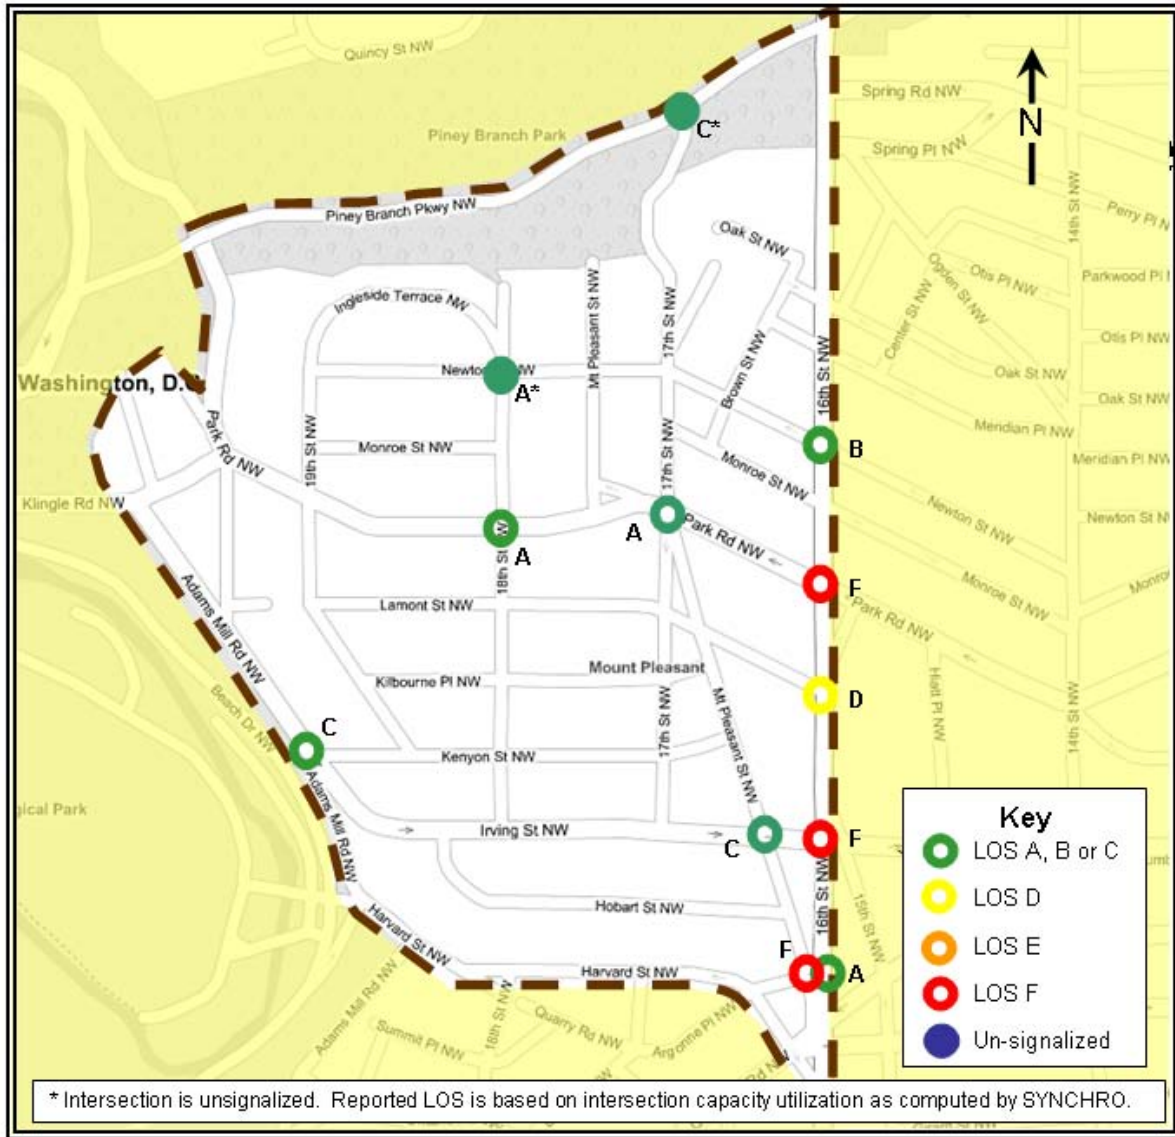 Quincy St NW
Piney Branch Park
C*
N
Spring Rd NW
Spring Pl NW
14th St NW
Perry Pl N
Piney Branch Pkwy NW
Oak St NW
Ogden St NW
Otis Pl NW
Parkwood Pl N
Center St NW
Otis Pl
Ingleside Terrace NW
Mt Pleasant St NW
17th St NW
Brown St NW
16th St NW
Oak St NW
Oak St NW
Washington, D.C
Newton
A*
Meridian Pl NW
Meridian Pl NW
Park Rd NW
19th St NW
Monroe St NW
17th St NW
Monroe St NW
B
Newton St NW
Newton St
Klingle Rd NW
A
18th St NW
A
Park Rd NW
F
Monroe St NW
Monroe
Park Rd NW
Adams Mill Rd NW
Lamont St NW
Mount Pleasant
Hiatt Pl NW
14th St NW
Beach Dr NW
Kilbourne Pl NW
17th St NW
Mt Pleasant St NW
D
C
Kenyon St NW
gical Park
Adams Mill Rd NW
Irving St NW
C
F
16th St NW
15th St NW
Hobart St NW
Harvard St NW
Harvard St NW
F
A
Adams Mill Rd NW
Summit Pl NW
18th St NW
Quarry Rd NW
Argonne Pl NW
Key
LOS A, B or C
LOS D
LOS E
LOS F
Un-signalized
* Intersection is unsignalized. Reported LOS is based on intersection capacity utilization as computed by SYNCHRO.